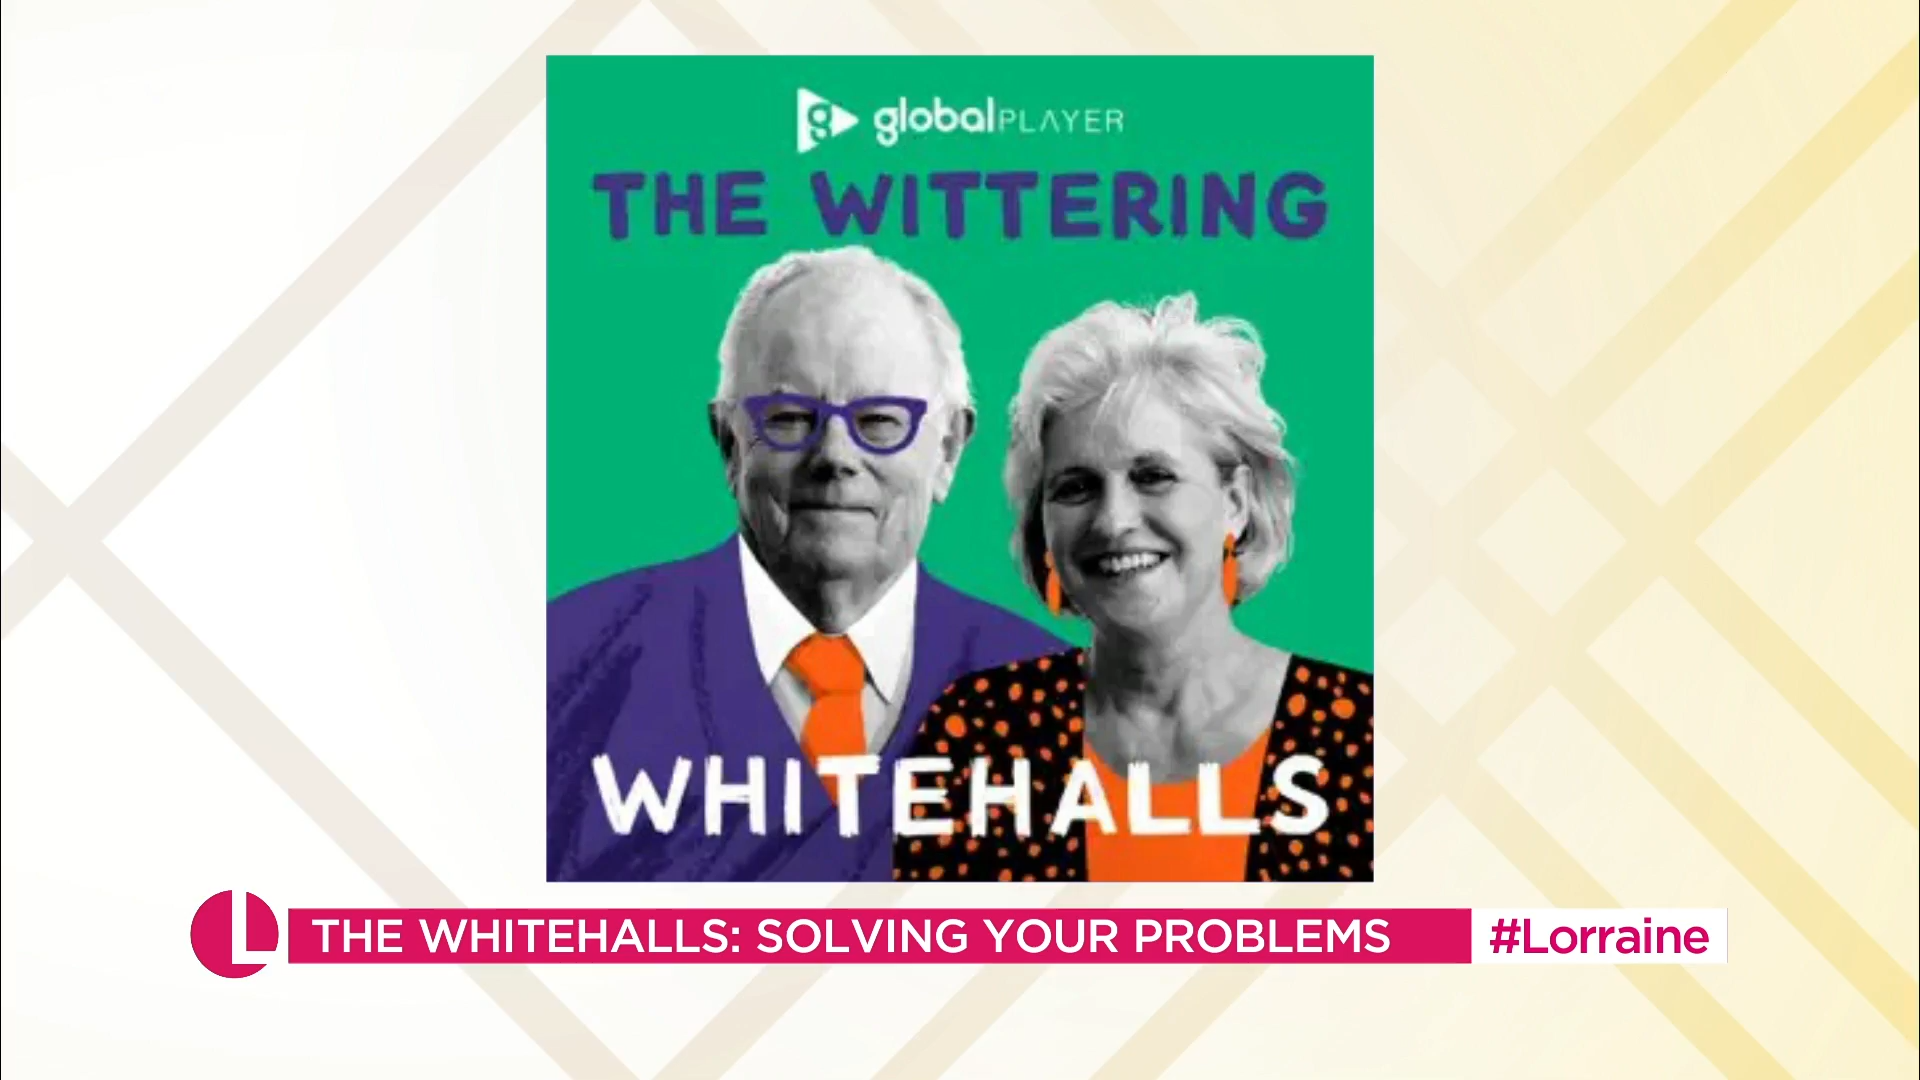 globalPLAYER
THE WITTERING
WHITEHALLS
THE WHITEHALLS: SOLVING YOUR PROBLEMS
#Lorraine